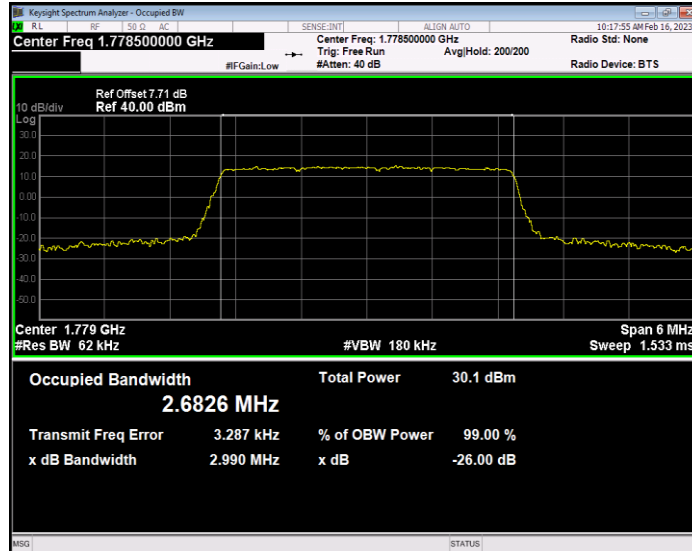 Keysight Spectrum Analyzer - Occupied BW
RL RF 50 Ω AC SENSE:INT ALIGN AUTO 10:17:55 AM Feb 16, 2023
Center Freq 1.778500000 GHz
Center Freq: 1.778500000 GHz Radio Std: None
Trig: Free Run Avg|Hold: 200/200
#IFGain:Low #Atten: 40 dB Radio Device: BTS
Ref Offset 7.71 dB
10 dB/div Ref 40.00 dBm
Log
30.0
20.0
10.0
0.00
-10.0
-20.0
-30.0
-40.0
-50.0
Center 1.779 GHz Span 6 MHz
#Res BW 62 kHz #VBW 180 kHz Sweep 1.533 ms
Occupied Bandwidth Total Power 30.1 dBm
2.6826 MHz
Transmit Freq Error 3.287 kHz % of OBW Power 99.00 %
x dB Bandwidth 2.990 MHz x dB -26.00 dB
MSG STATUS